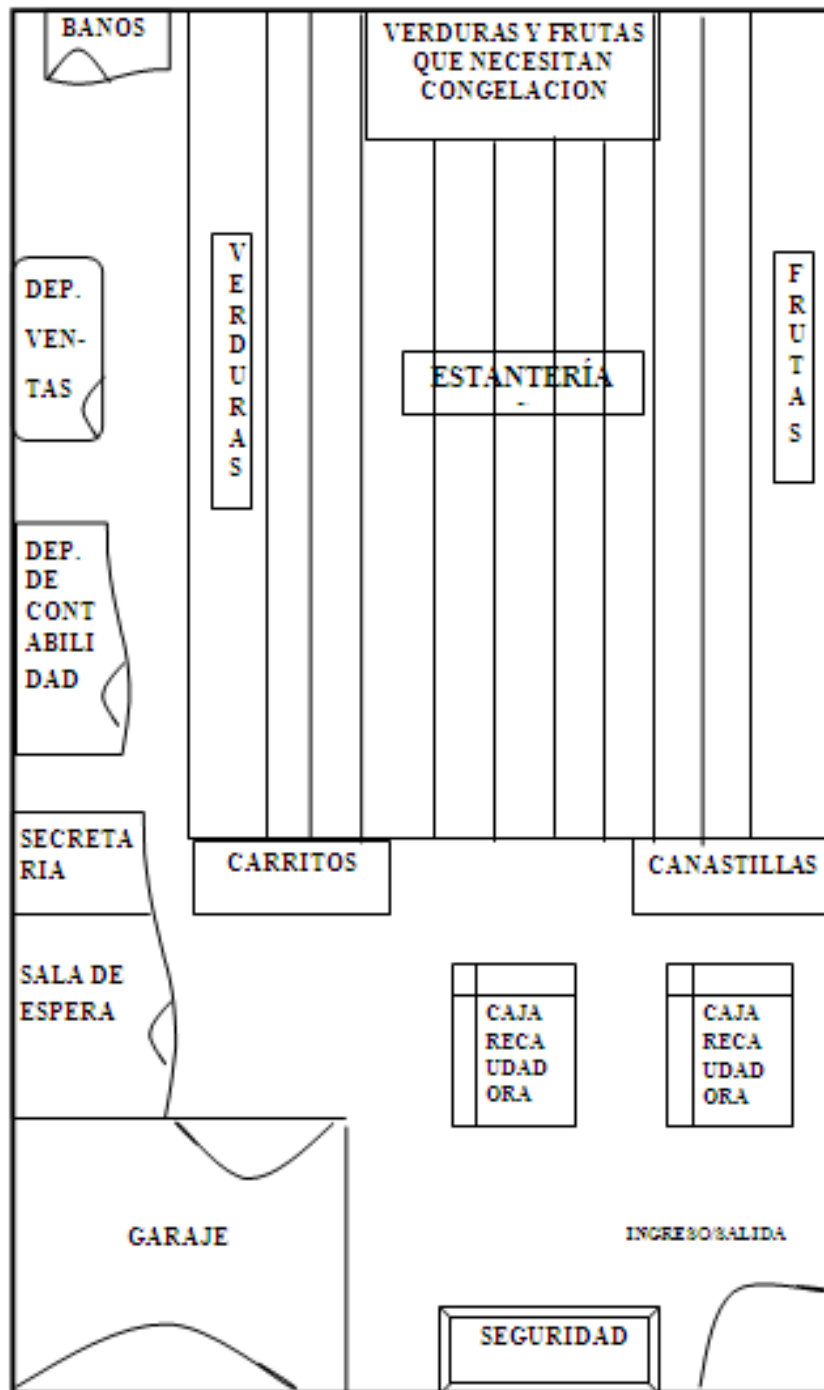 BANOS
VERDURAS Y FRUTAS
QUE NECESITAN
CONGELACION
V
E
R
D
U
R
A
S
F
R
U
T
A
S
DEP.
VEN-
TAS
ESTANTERÍA
DEP.
DE
CONT
ABILI
DAD
SECRETA
RIA
CARRITOS
CANASTILLAS
SALA DE
ESPERA
CAJA
RECA
UDAD
ORA
CAJA
RECA
UDAD
ORA
GARAJE
INGRESO/SALIDA
SEGURIDAD